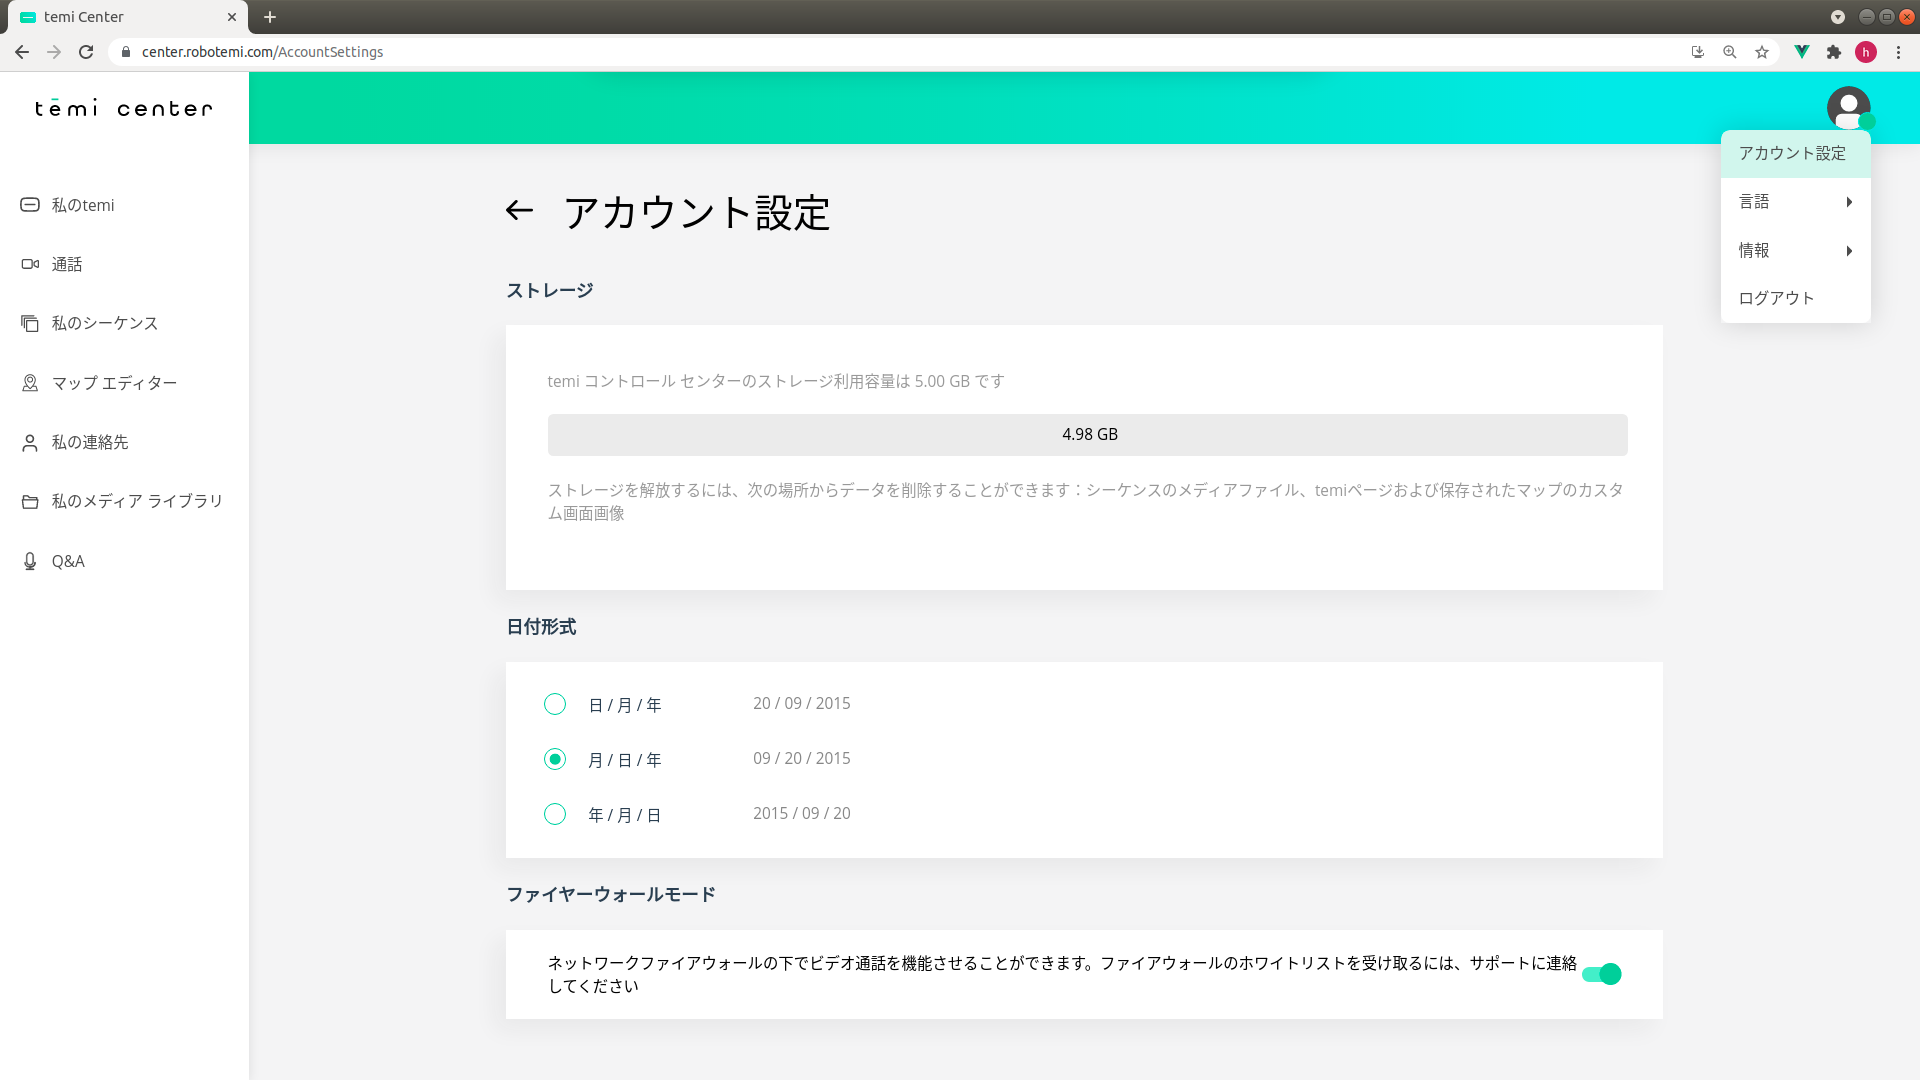 temi Center
center.robotemi.com/AccountSettings
h
temi center
アカウント設定
言語
情報
ログアウト
私のtemi
通話
私のシーケンス
マップ エディター
私の連絡先
私のメディア ライブラリ
Q&A
アカウント設定
ストレージ
temi コントロール センターのストレージ利用容量は 5.00 GB です
4.98 GB
ストレージを解放するには、次の場所からデータを削除することができます：シーケンスのメディアファイル、temiページおよび保存されたマップのカスタ
ム画面画像
日付形式
日 / 月 / 年 20 / 09 / 2015
月 / 日 / 年 09 / 20 / 2015
年 / 月 / 日 2015 / 09 / 20
ファイヤーウォールモード
ネットワークファイアウォールの下でビデオ通話を機能させることができます。ファイアウォールのホワイトリストを受け取るには、サポートに連絡
してください